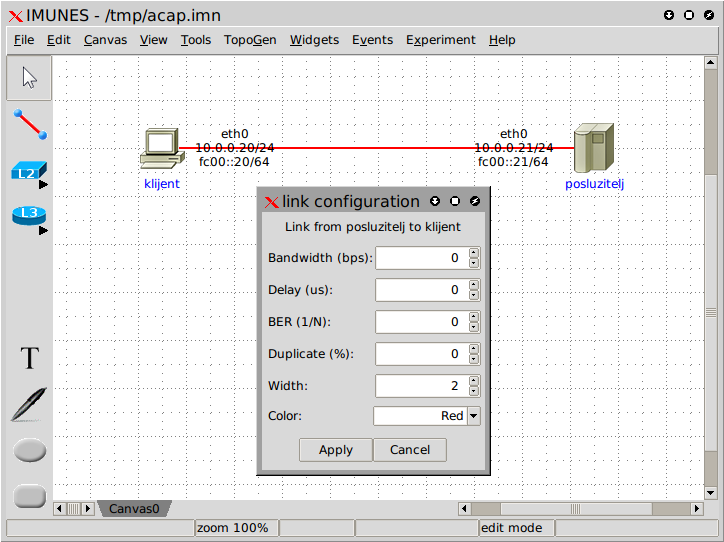 IMUNES - /tmp/acap.imn
File Edit Canvas View Tools TopoGen Widgets Events Experiment Help
eth0
10.0.0.20/24
fc00::20/64
klijent
eth0
10.0.0.21/24
fc00::21/64
posluzitelj
L2
L3
T
link configuration
Link from posluzitelj to klijent
Bandwidth (bps): 0
Delay (us): 0
BER (1/N): 0
Duplicate (%): 0
Width: 2
Color: Red
Apply Cancel
Canvas0
zoom 100% edit mode